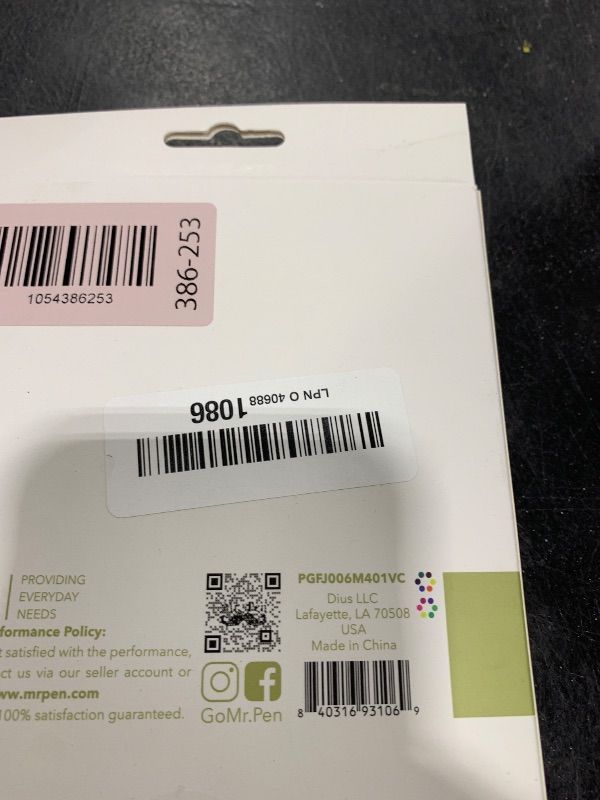 386-253
1054386253
LPN O 40688 1086
PROVIDING
EVERYDAY
NEEDS
formance Policy:
t satisfied with the performance,
ct us via our seller account or
ww.mrpen.com
100% satisfaction guaranteed.
GoMr.Pen
PGFJ006M401VC
Dius LLC
Lafayette, LA 70508
USA
Made in China
8 40316 93106 9